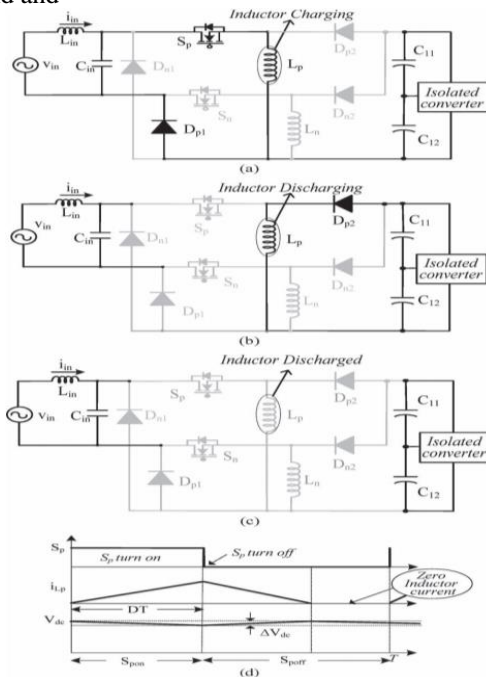 d and
Inductor Charging
i_in
L_in
v_in
C_in
D_n1
S_p
S_n
D_p1
L_p
L_n
D_p2
D_n2
C_11
C_12
Isolated
converter
(a)
Inductor Discharging
i_in
L_in
v_in
C_in
D_n1
S_p
S_n
D_p1
L_p
L_n
D_p2
D_n2
C_11
C_12
Isolated
converter
(b)
Inductor Discharged
i_in
L_in
v_in
C_in
D_n1
S_p
S_n
D_p1
L_p
L_n
D_p2
D_n2
C_11
C_12
Isolated
converter
(c)
S_p
S_p turn on
S_p turn off
i_Lp
Zero
Inductor
current
DT
V_dc
ΔV_dc
S_pon
S_poff
T
(d)